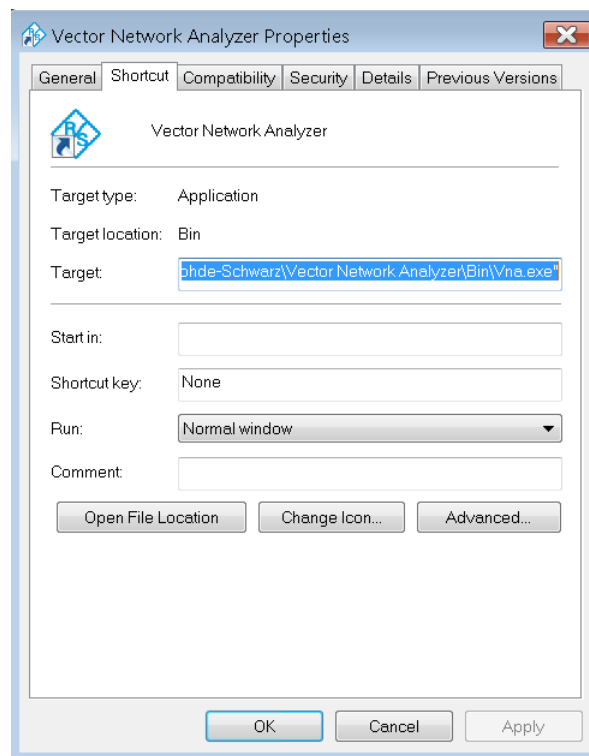 Vector Network Analyzer Properties
General Shortcut Compatibility Security Details Previous Versions
R S
Vector Network Analyzer
Target type: Application
Target location: Bin
Target: ohde-Schwarz\Vector Network Analyzer\Bin\Vna.exe"
Start in:
Shortcut key: None
Run: Normal window
Comment:
Open File Location Change Icon... Advanced...
OK Cancel Apply